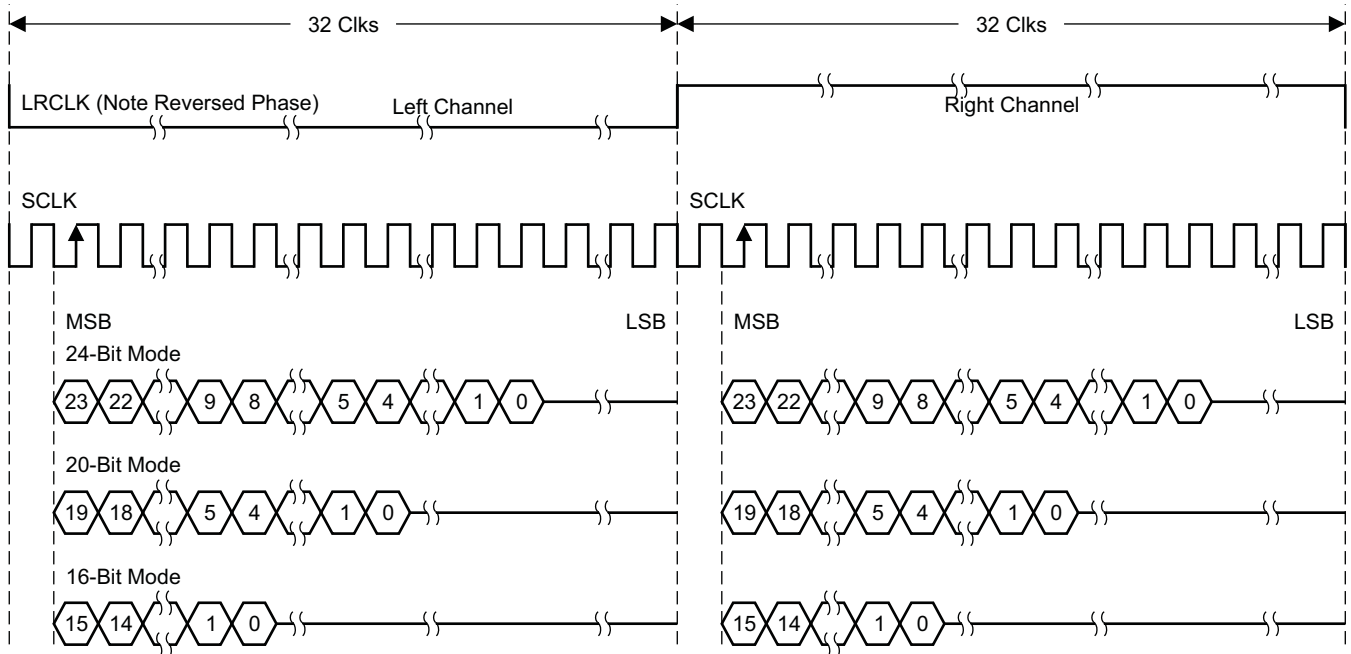 32 Clks 32 Clks
LRCLK (Note Reversed Phase) Left Channel Right Channel
SCLK SCLK
MSB LSB MSB LSB
24-Bit Mode
23 22 9 8 5 4 1 0 23 22 9 8 5 4 1 0
20-Bit Mode
19 18 5 4 1 0 19 18 5 4 1 0
16-Bit Mode
15 14 1 0 15 14 1 0